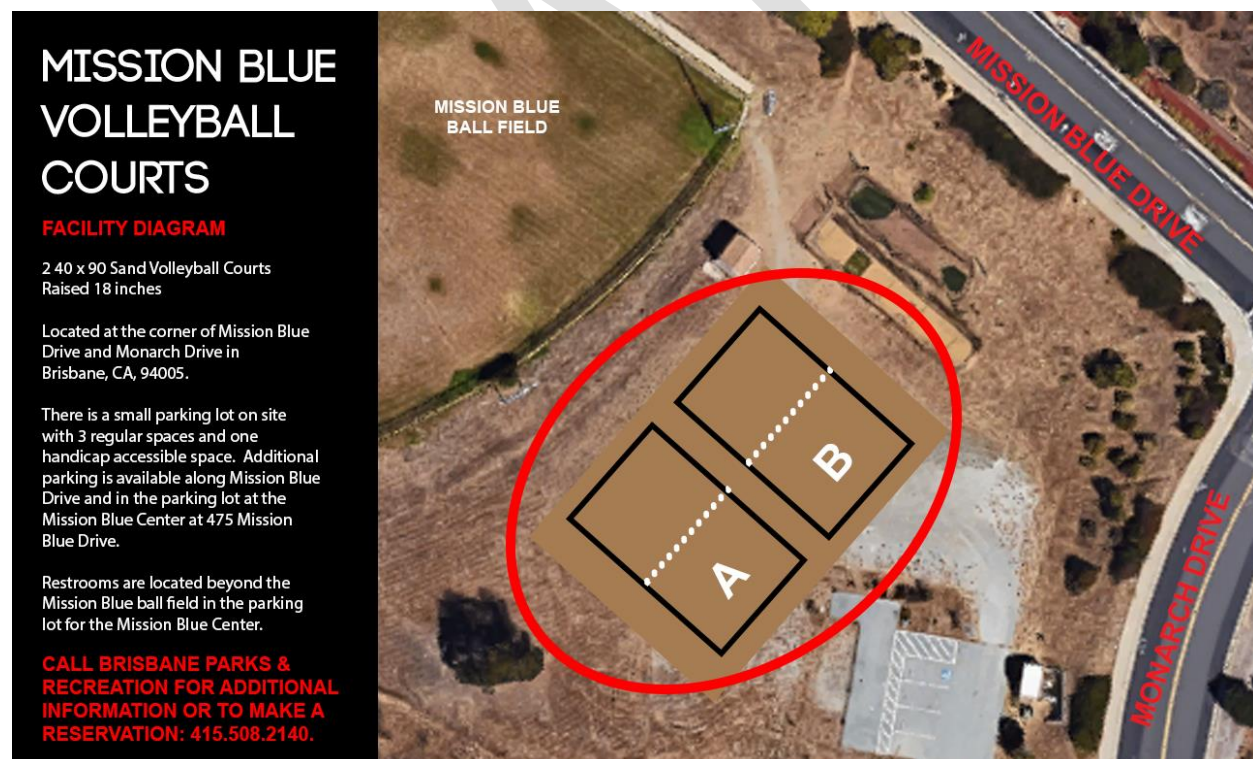 MISSION BLUE
VOLLEYBALL
COURTS
FACILITY DIAGRAM
2 40 x 90 Sand Volleyball Courts
Raised 18 inches
Located at the corner of Mission Blue
Drive and Monarch Drive in
Brisbane, CA, 94005.
There is a small parking lot on site
with 3 regular spaces and one
handicap accessible space.  Additional
parking is available along Mission Blue
Drive and in the parking lot at the
Mission Blue Center at 475 Mission
Blue Drive.
Restrooms are located beyond the
Mission Blue ball field in the parking
lot for the Mission Blue Center.
CALL BRISBANE PARKS &
RECREATION FOR ADDITIONAL
INFORMATION OR TO MAKE A
RESERVATION: 415.508.2140.
MISSION BLUE
BALL FIELD
MISSION BLUE DRIVE
B
A
MONARCH DRIVE